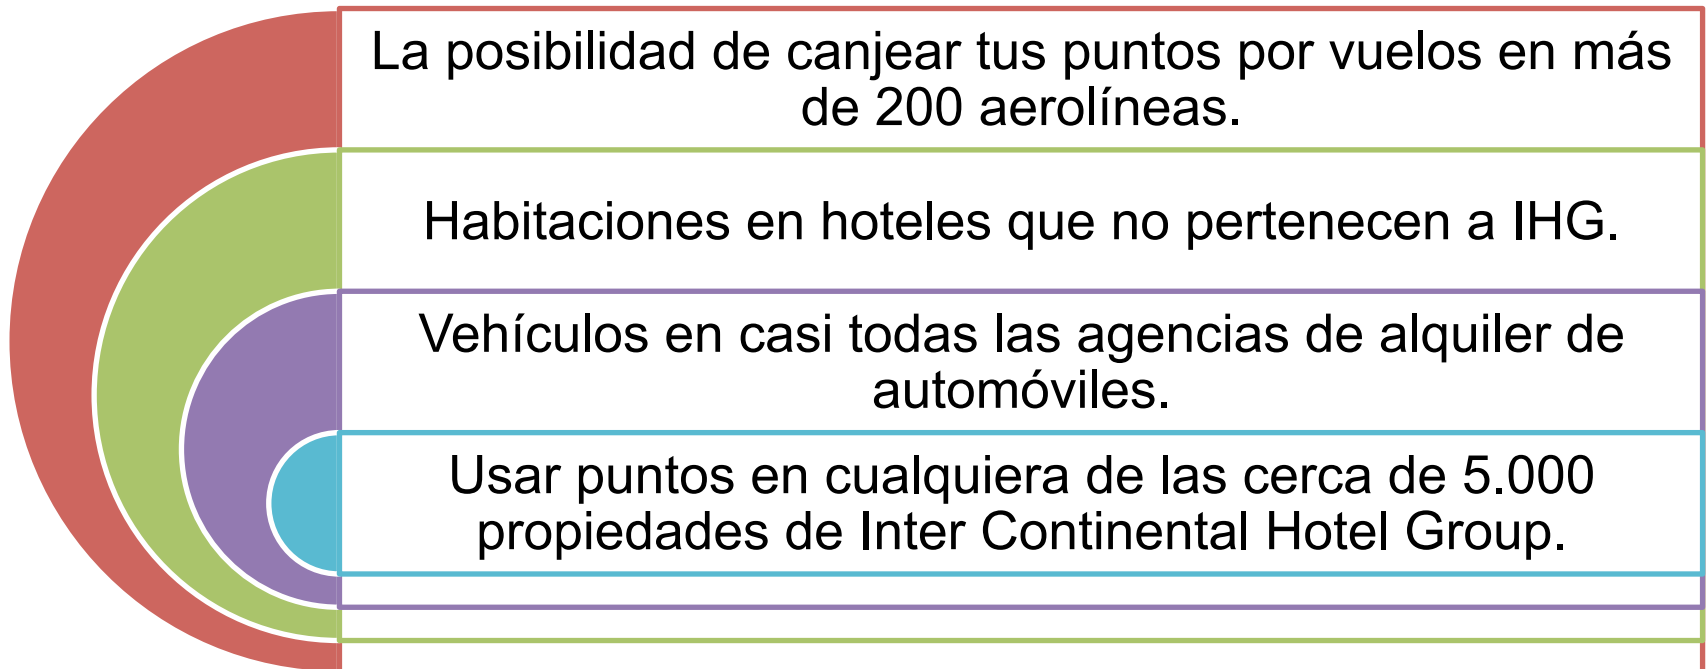 La posibilidad de canjear tus puntos por vuelos en más
de 200 aerolíneas.
Habitaciones en hoteles que no pertenecen a IHG.
Vehículos en casi todas las agencias de alquiler de
automóviles.
Usar puntos en cualquiera de las cerca de 5.000
propiedades de Inter Continental Hotel Group.